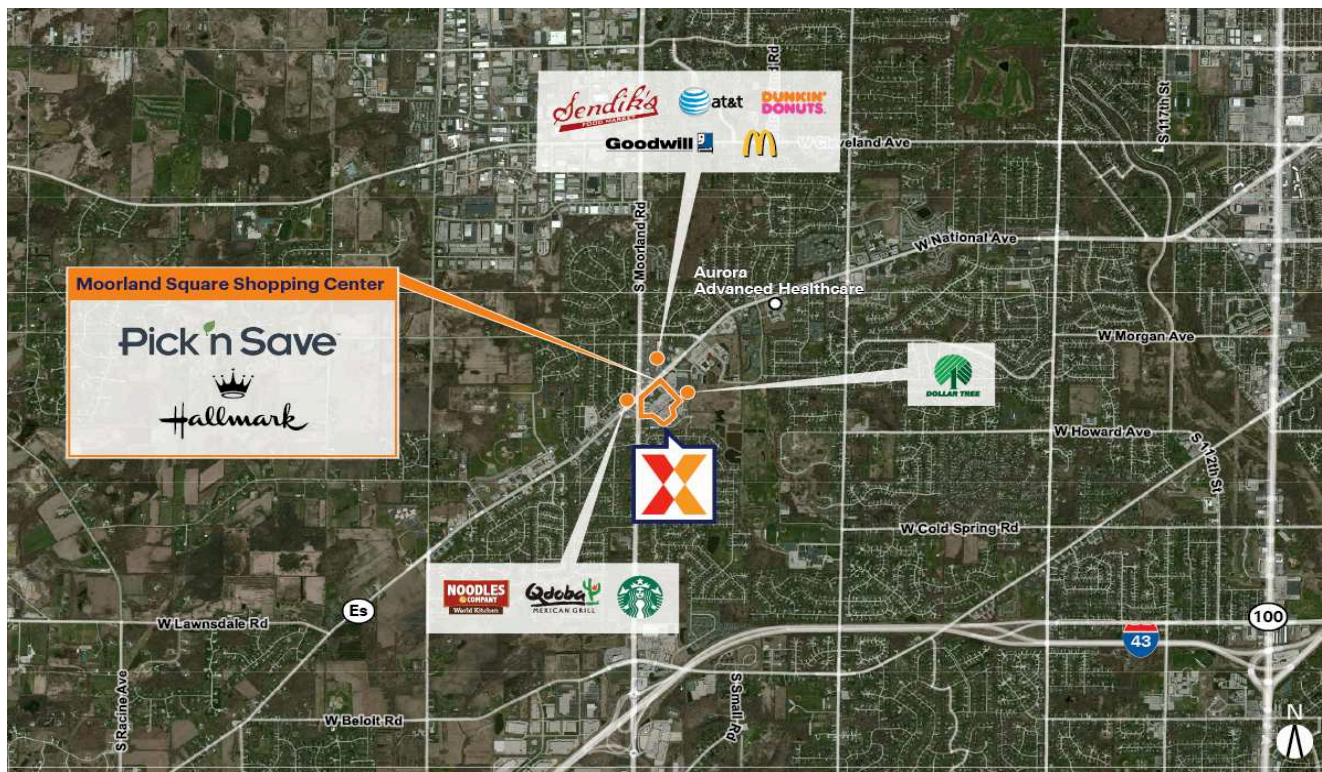 Sendik's
FOOD MARKET
at&t
DUNKIN'
DONUTS
Goodwill
W Cleveland Ave
S 117th St
S Moorland Rd
W National Ave
Aurora
Advanced Healthcare
Moorland Square Shopping Center
Pick 'n Save
Hallmark
W Morgan Ave
DOLLAR TREE
W Howard Ave
S 112th St
W Cold Spring Rd
NOODLES
& COMPANY
World Kitchen
Qdoba
MEXICAN GRILL
Es
W Lawnsdale Rd
100
43
S Racine Ave
S Small Rd
W Beloit Rd
N